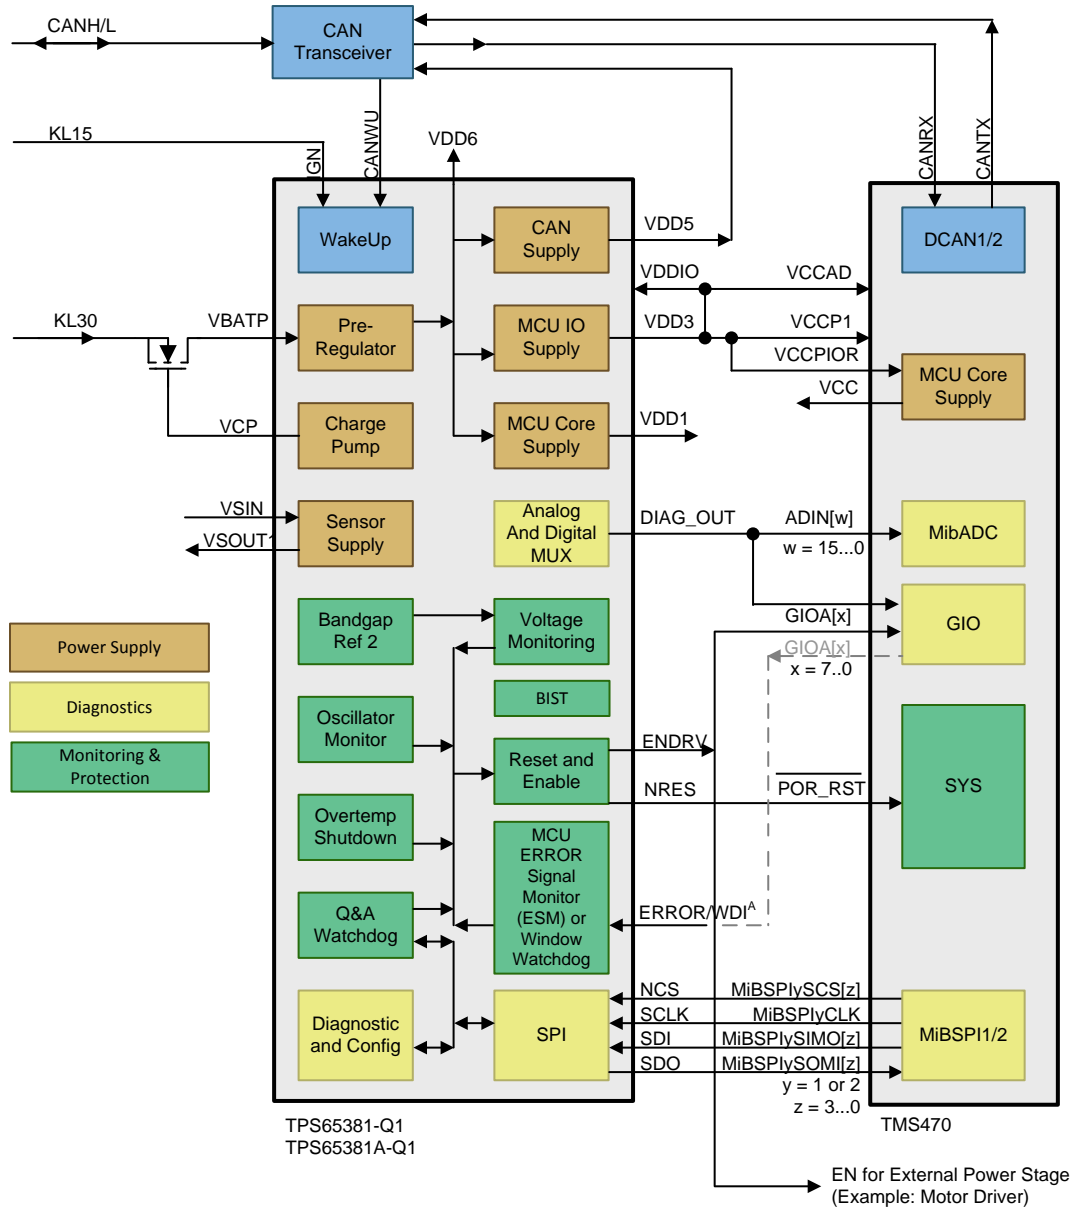 CANH/L
CAN
Transceiver
KL15
IGN
CANWU
VDD6
CANRX
CANTX
WakeUp
CAN
Supply
VDD5
DCAN1/2
VDDIO
VCCAD
KL30
VBATP
Pre-
Regulator
MCU IO
Supply
VDD3
VCCP1
VCCPIOR
VCC
MCU Core
Supply
VCP
Charge
Pump
MCU Core
Supply
VDD1
VSIN
VSOUT1
Sensor
Supply
Analog
And Digital
MUX
DIAG_OUT
ADIN[w]
w = 15...0
MibADC
Bandgap
Ref 2
Voltage
Monitoring
GIOA[x]
GIOA[x]
x = 7..0
GIO
Power Supply
Diagnostics
Monitoring &
Protection
BIST
Oscillator
Monitor
Reset and
Enable
ENDRV
NRES
POR_RST
SYS
Overtemp
Shutdown
MCU
ERROR
Signal
Monitor
(ESM) or
Window
Watchdog
Q&A
Watchdog
ERROR/WDI^A
Diagnostic
and Config
SPI
NCS
MiBSPIySCS[z]
SCLK
MiBSPIyCLK
SDI
MiBSPIySIMO[z]
SDO
MiBSPIySOMI[z]
y = 1 or 2
z = 3...0
MiBSPI1/2
TPS65381-Q1
TPS65381A-Q1
TMS470
EN for External Power Stage
(Example: Motor Driver)